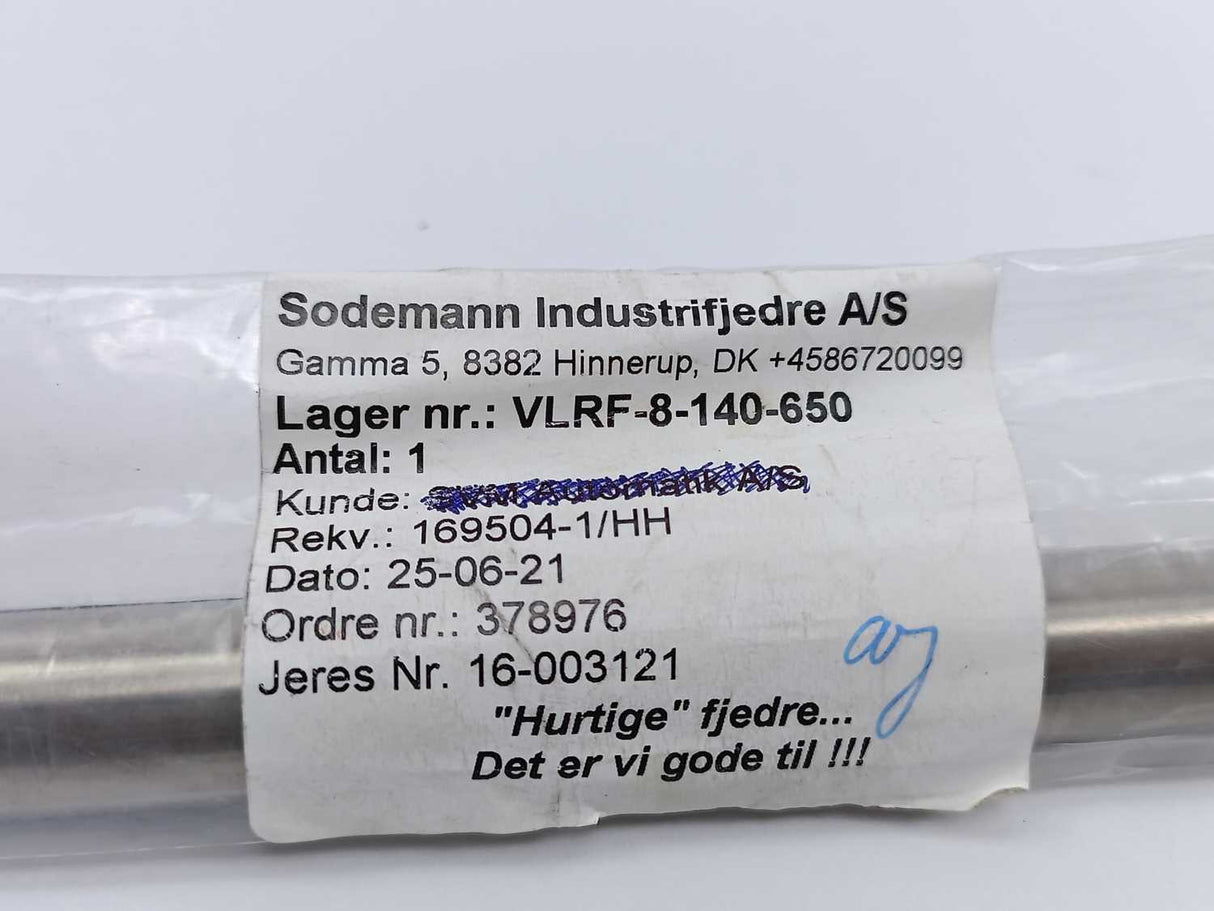 Sodemann Industrifjedre A/S
Gamma 5, 8382 Hinnerup, DK +4586720099
Lager nr.: VLRF-8-140-650
Antal: 1
Kunde: Automatik A/S,
Rekv.: 169504-1/HH
Dato: 25-06-21
Ordre nr.: 378976
Jeres Nr. 16-003121
"Hurtige" fjedre...
Det er vi gode til !!!